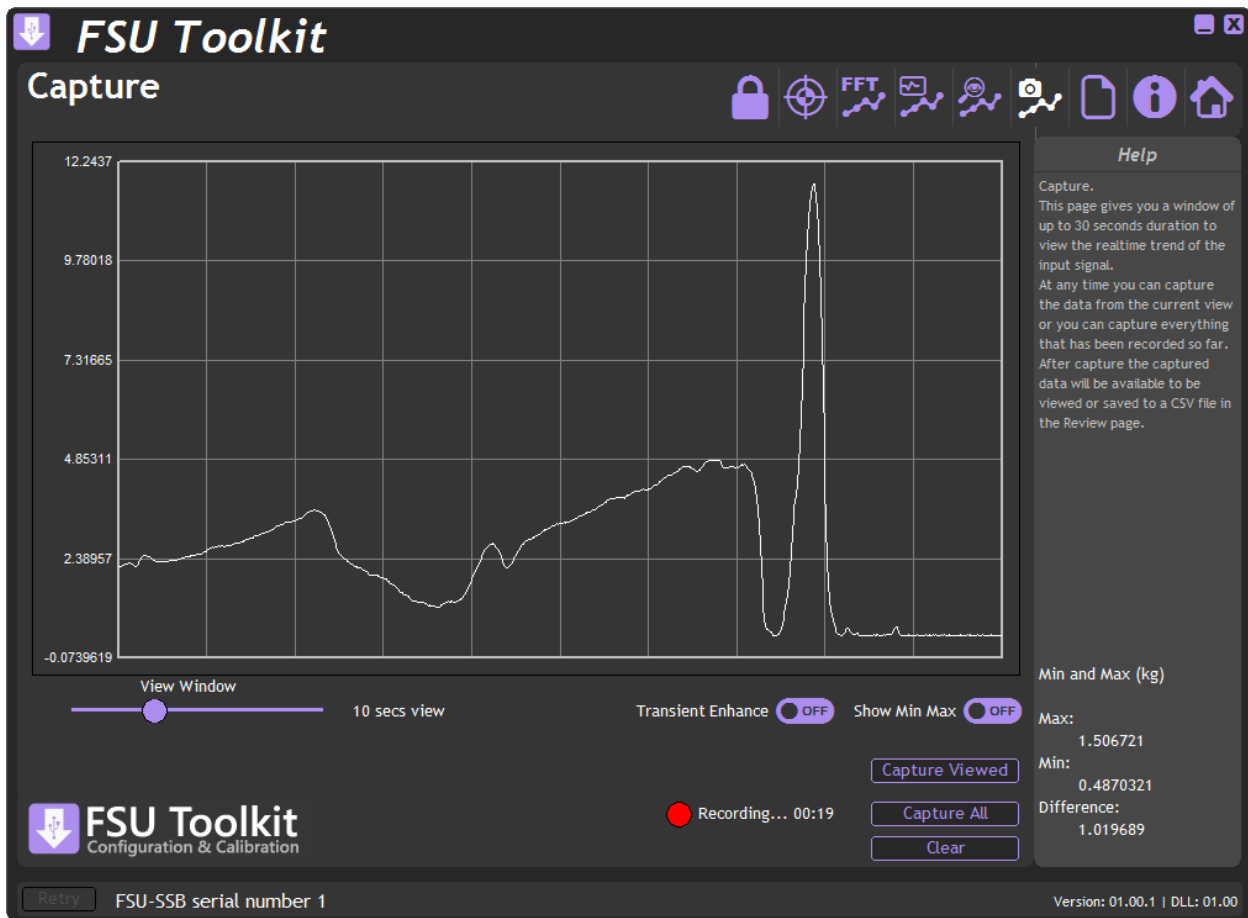 FSU Toolkit
Capture
FFT
12.2437
9.78018
7.31665
4.85311
2.38957
-0.0739619
View Window
10 secs view
Transient Enhance OFF
Show Min Max OFF
Capture Viewed
Recording... 00:19
Capture All
Clear
Help
Capture.
This page gives you a window of
up to 30 seconds duration to
view the realtime trend of the
input signal.
At any time you can capture
the data from the current view
or you can capture everything
that has been recorded so far.
After capture the captured
data will be available to be
viewed or saved to a CSV file in
the Review page.
Min and Max (kg)
Max:
1.506721
Min:
0.4870321
Difference:
1.019689
FSU Toolkit
Configuration & Calibration
Retry
FSU-SSB serial number 1
Version: 01.00.1 | DLL: 01.00